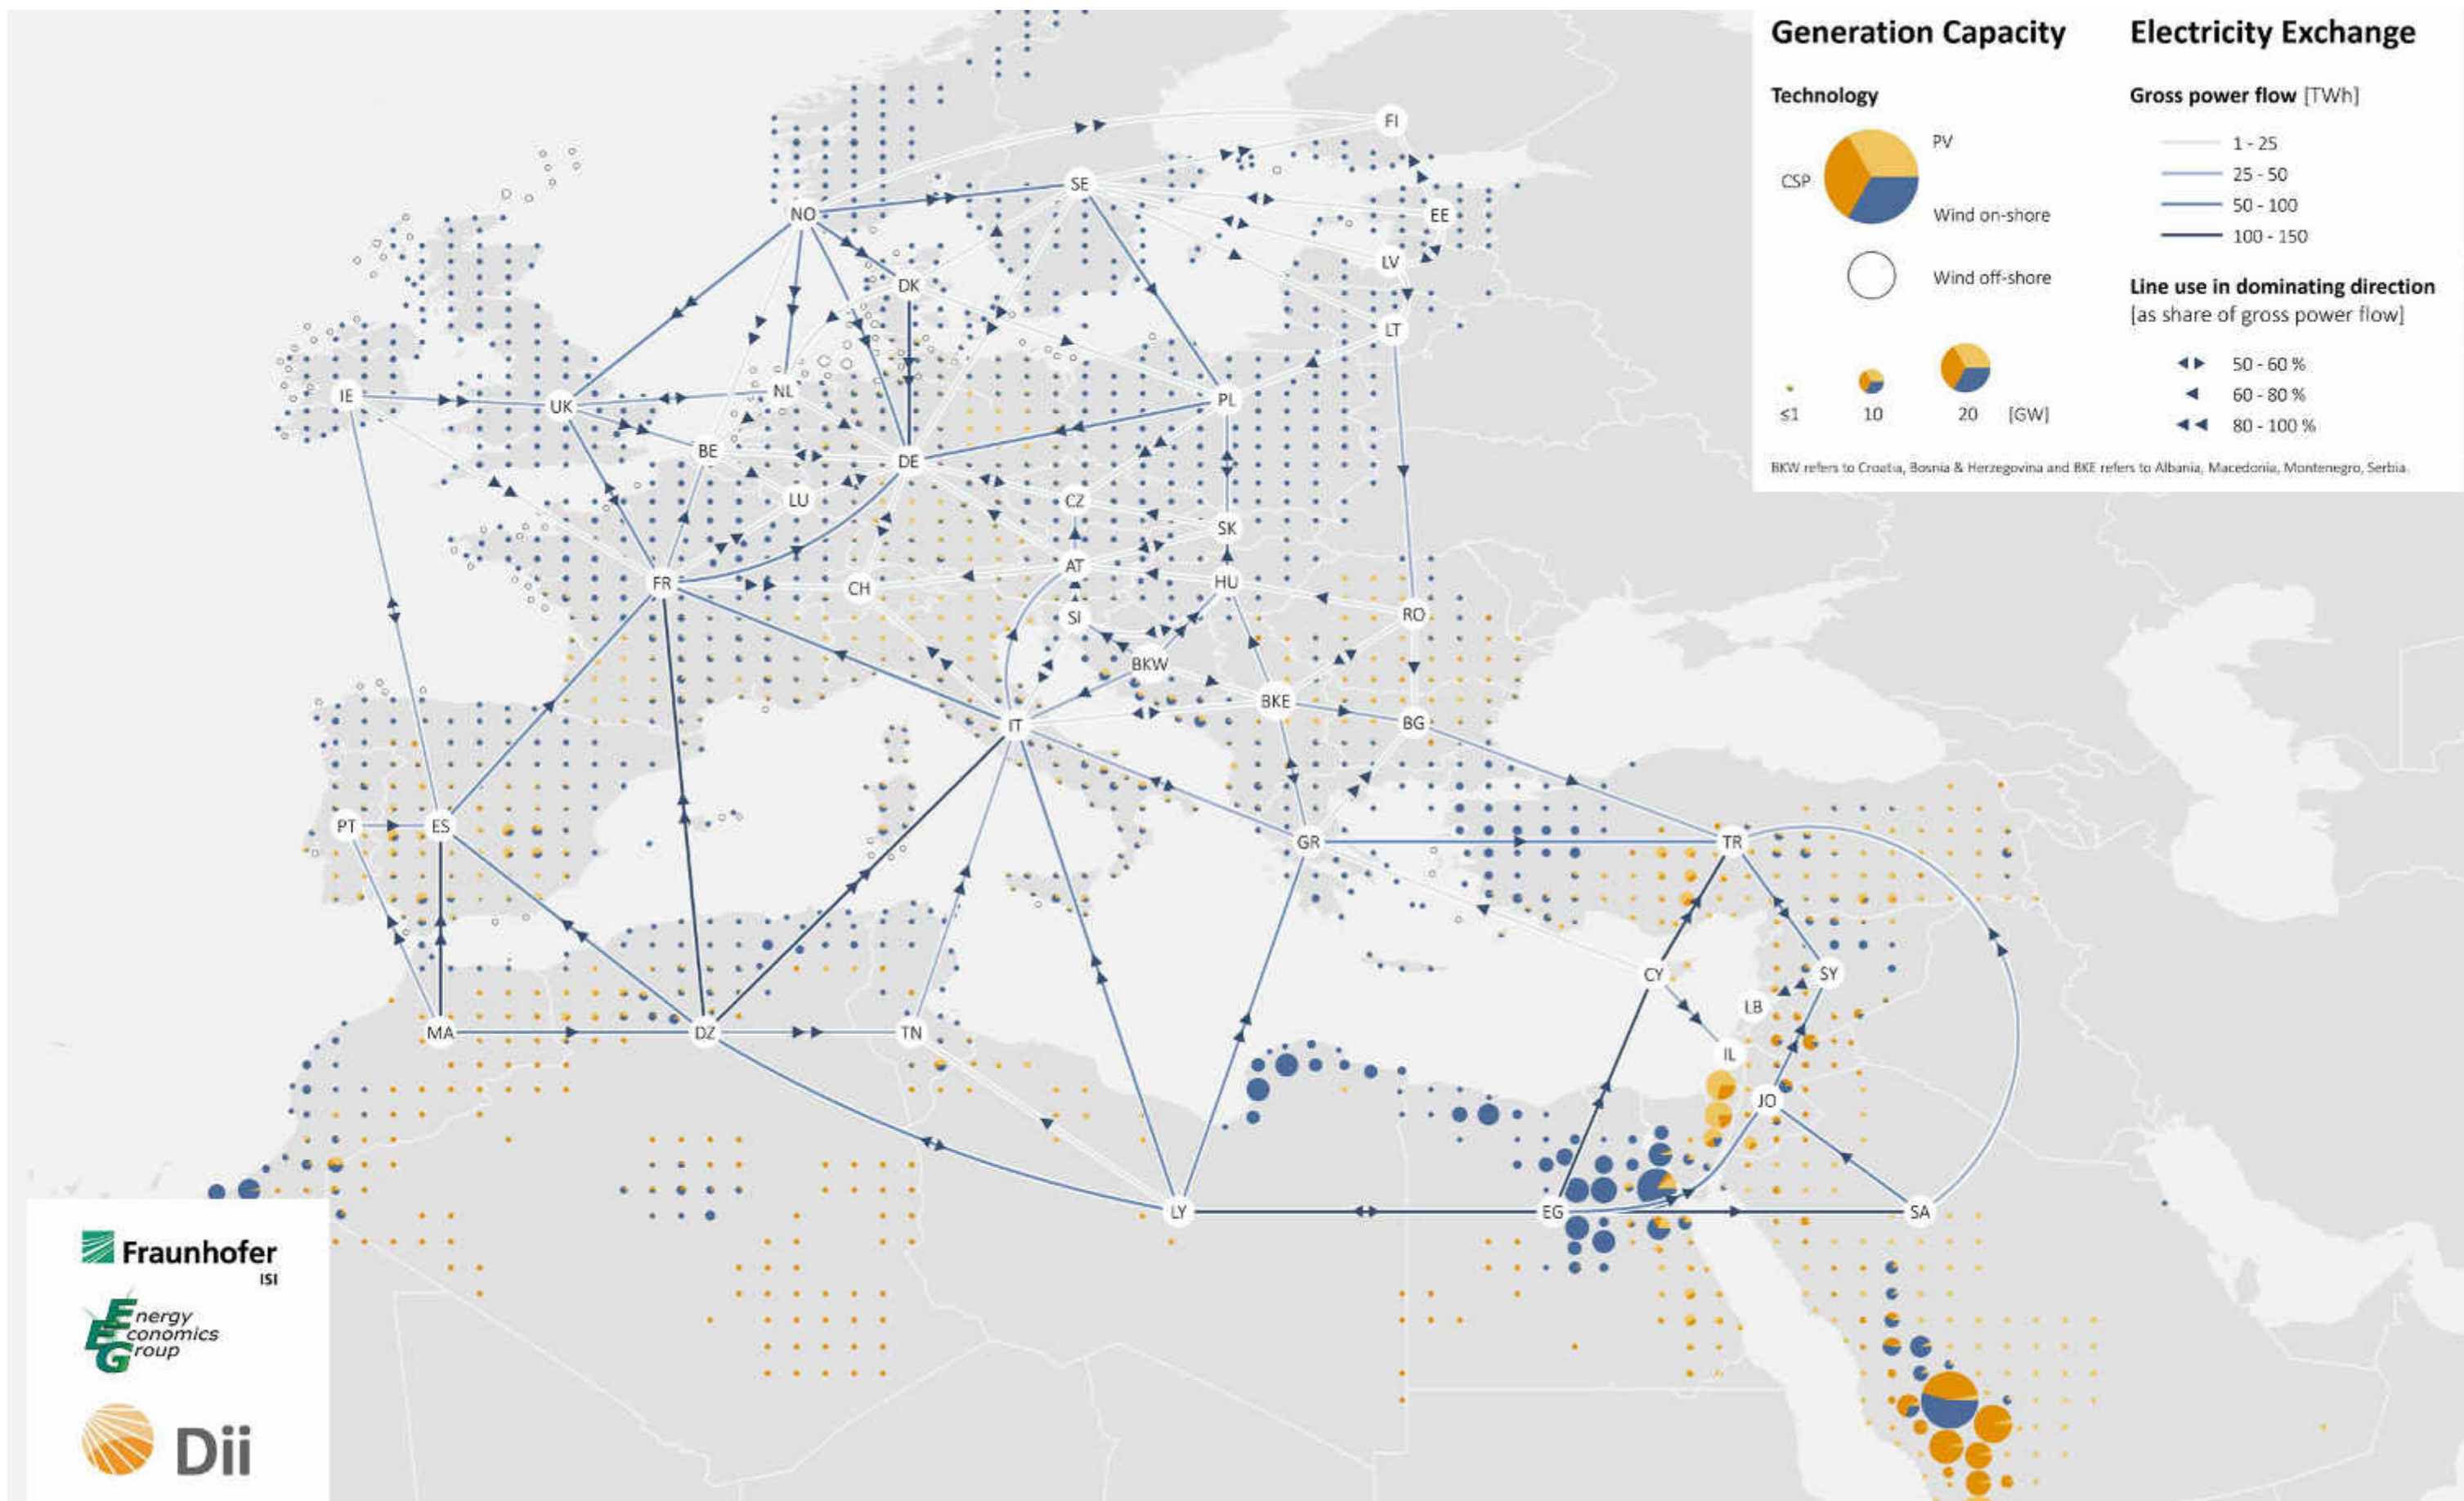 Generation Capacity
Technology
PV
CSP
Wind on-shore
Wind off-shore
≤1
10
20
[GW]
Electricity Exchange
Gross power flow [TWh]
1 - 25
25 - 50
50 - 100
100 - 150
Line use in dominating direction
[as share of gross power flow]
50 - 60 %
60 - 80 %
80 - 100 %
BKW refers to Croatia, Bosnia & Herzegovina and BKE refers to Albania, Macedonia, Montenegro, Serbia.
FI
SE
NO
EE
LV
DK
LT
NL
IE
PL
UK
BE
DE
LU
CZ
SK
AT
FR
CH
HU
SI
RO
BKW
BKE
IT
BG
PT
ES
GR
TR
CY
SY
LB
MA
DZ
TN
IL
JO
LY
EG
SA
Fraunhofer
ISI
Energy
Economics
Group
Dii